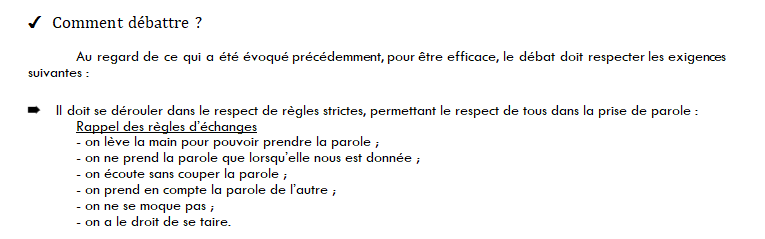 ✓ Comment débattre ?
Au regard de ce qui a été évoqué précédemment, pour être efficace, le débat doit respecter les exigences
suivantes :
➨ Il doit se dérouler dans le respect de règles strictes, permettant le respect de tous dans la prise de parole :
Rappel des règles d'échanges
- on lève la main pour pouvoir prendre la parole ;
- on ne prend la parole que lorsqu'elle nous est donnée ;
- on écoute sans couper la parole ;
- on prend en compte la parole de l'autre ;
- on ne se moque pas ;
- on a le droit de se taire.